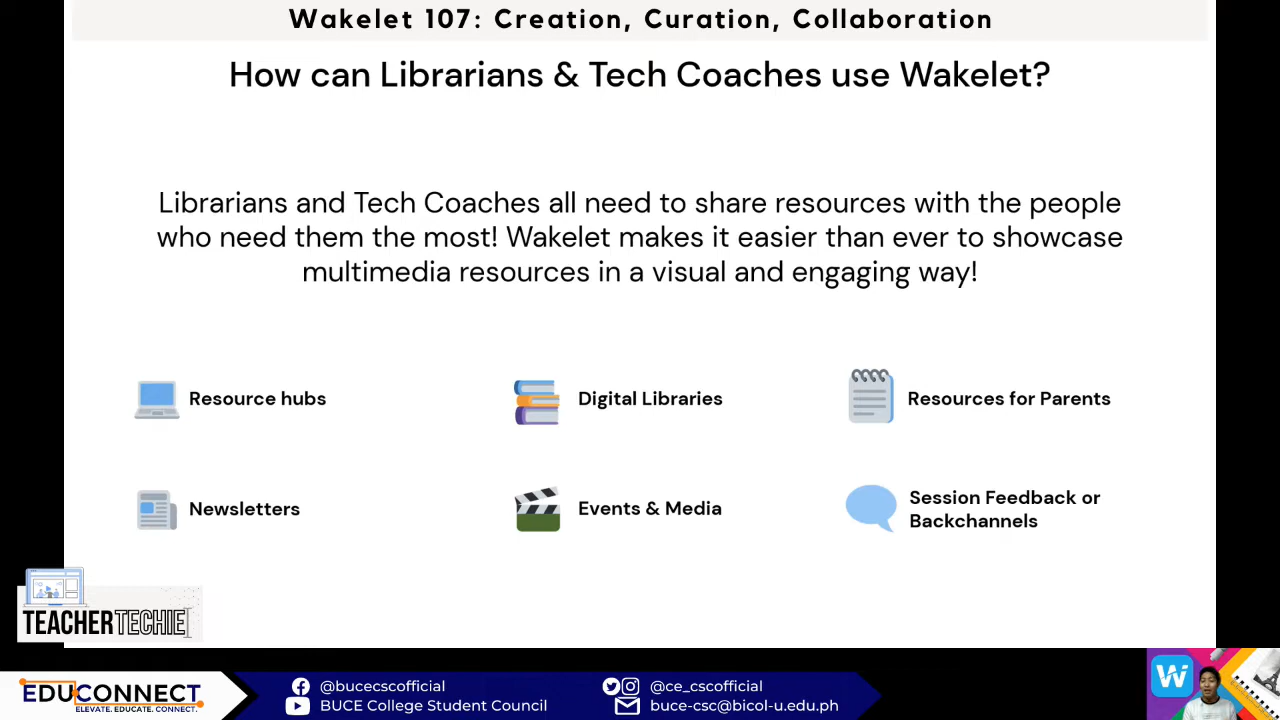 Wakelet 107: Creation, Curation, Collaboration
How can Librarians & Tech Coaches use Wakelet?
Librarians and Tech Coaches all need to share resources with the people
who need them the most! Wakelet makes it easier than ever to showcase
multimedia resources in a visual and engaging way!
Resource hubs
Digital Libraries
Resources for Parents
Newsletters
Events & Media
Session Feedback or
Backchannels
TEACHERTECHIE
EDUCONNECT
ELEVATE. EDUCATE. CONNECT.
@bucecscofficial
BUCE College Student Council
@ce_cscofficial
buce-csc@bicol-u.edu.ph
W